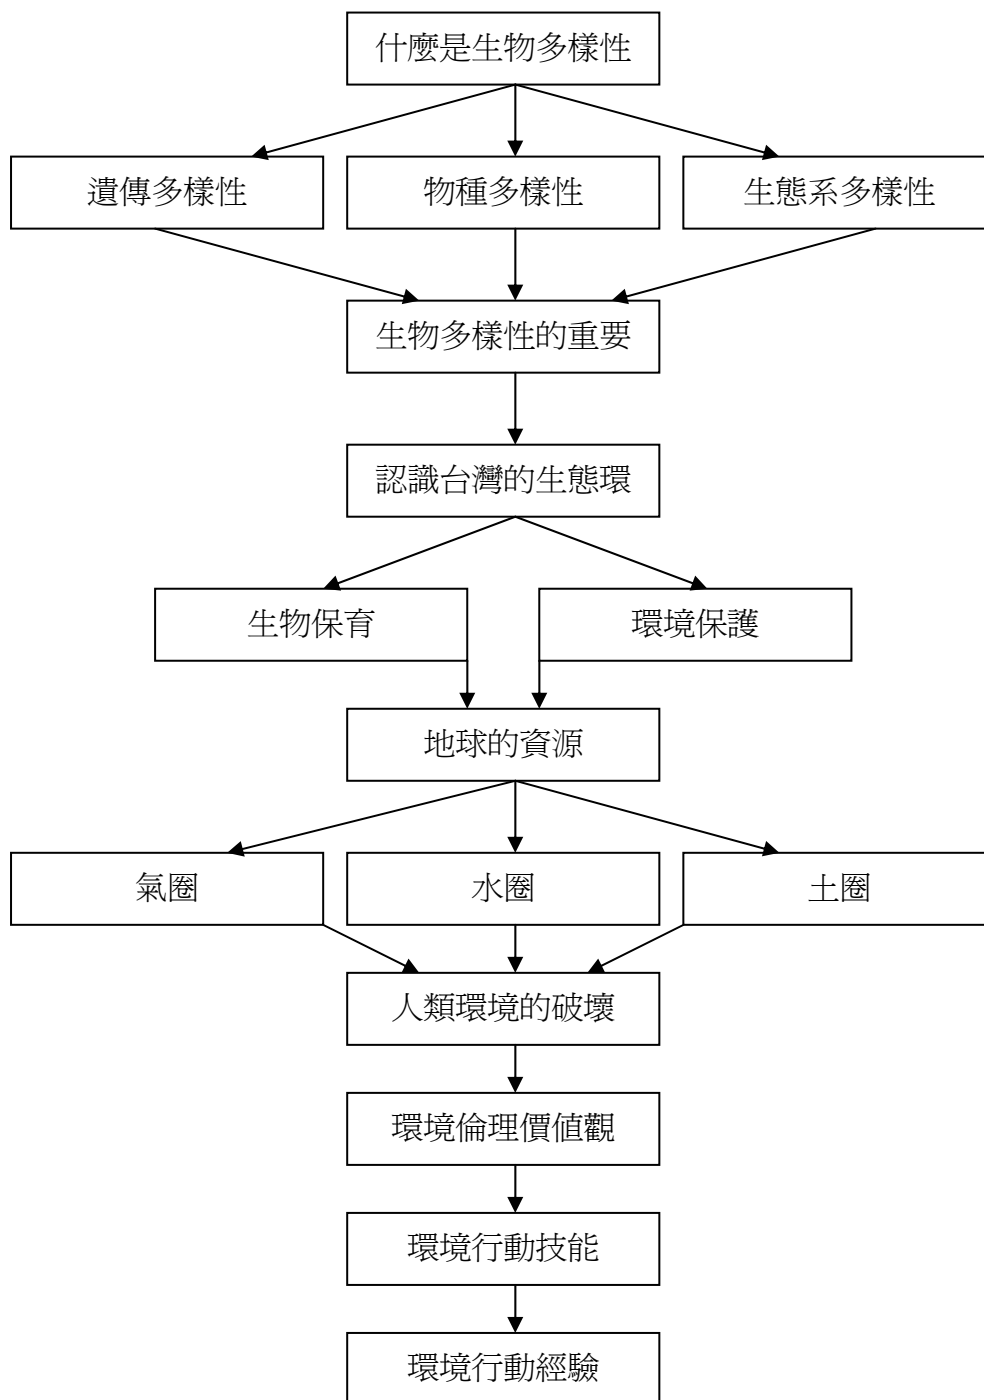 什麼是生物多樣性
遺傳多樣性
物種多樣性
生態系多樣性
生物多樣性的重要
認識台灣的生態環
生物保育
環境保護
地球的資源
氣圈
水圈
土圈
人類環境的破壞
環境倫理價值觀
環境行動技能
環境行動經驗